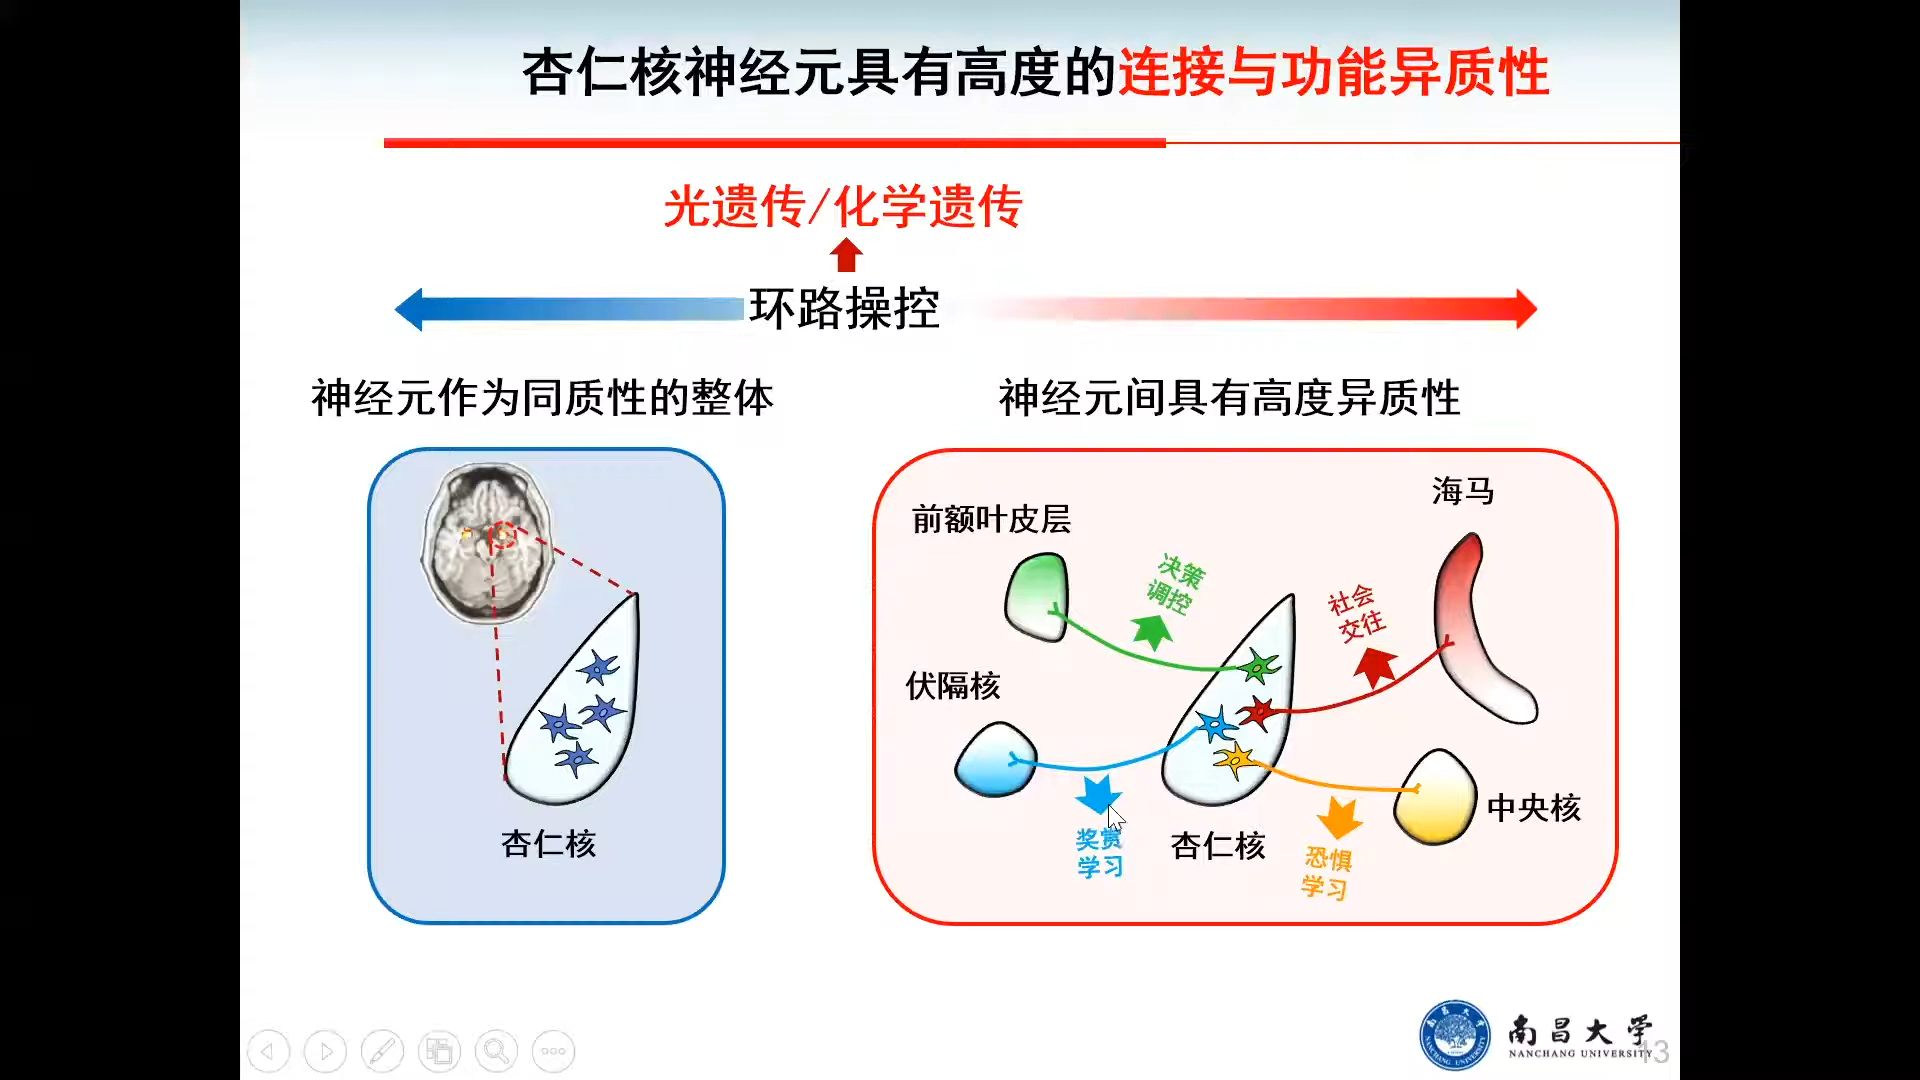 杏仁核神经元具有高度的连接与功能异质性
光遗传/化学遗传
环路操控
神经元作为同质性的整体
神经元间具有高度异质性
杏仁核
前额叶皮层
海马
决策
调控
社会
交往
伏隔核
中央核
奖赏
学习
杏仁核
恐惧
学习
南昌大学
NANCHANG UNIVERSITY
13